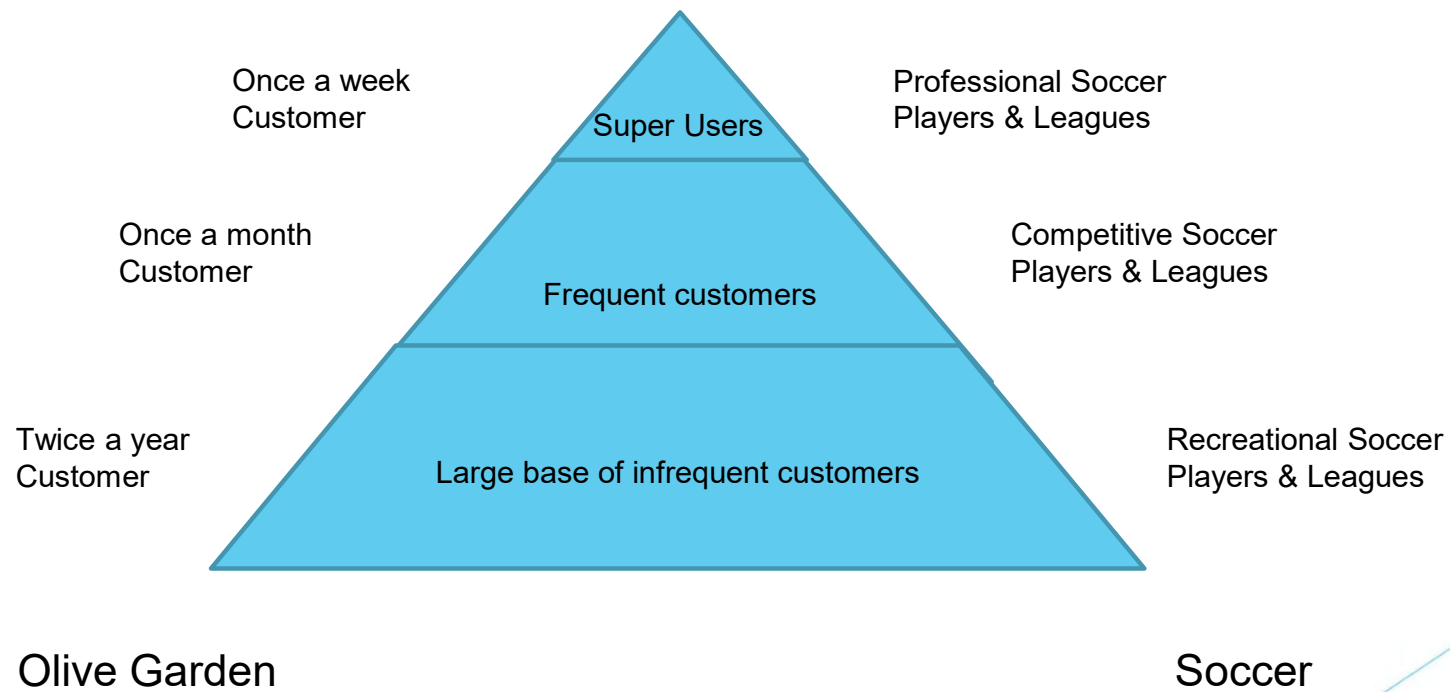 Once a week
Customer
Professional Soccer
Players & Leagues
Super Users
Once a month
Customer
Competitive Soccer
Players & Leagues
Frequent customers
Twice a year
Customer
Recreational Soccer
Players & Leagues
Large base of infrequent customers
Olive Garden
Soccer